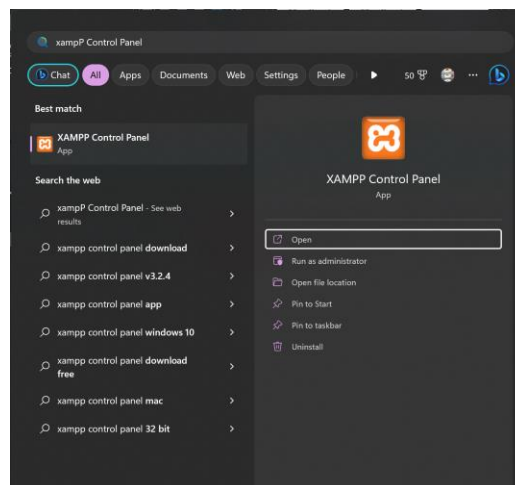 xampP Control Panel
Chat All Apps Documents Web Settings People 50
Best match
XAMPP Control Panel
App
Search the web
xampP Control Panel - See web
results
xampp control panel download
xampp control panel v3.2.4
xampp control panel app
xampp control panel windows 10
xampp control panel download
free
xampp control panel mac
xampp control panel 32 bit
XAMPP Control Panel
App
Open
Run as administrator
Open file location
Pin to Start
Pin to taskbar
Uninstall